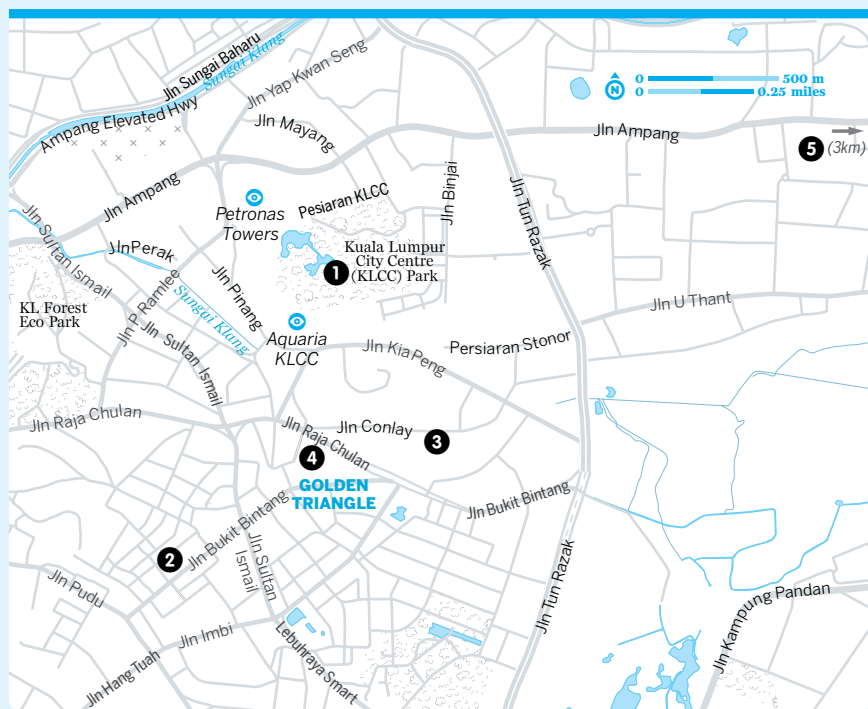 Jln Sungai Baharu
Sungai Klang
Jln Yap Kwan Seng
Ampang Elevated Hwy
Jln Mayang
0 500 m
N
0 0.25 miles
Jln Ampang
5 (3km)
Jln Ampang
Petronas
Towers
Pesiaran KLCC
Jln Binjai
Jln Tun Razak
Jln Sultan Ismail
JlnPerak
1
Kuala Lumpur
City Centre
(KLCC) Park
KL Forest
Eco Park
Jln P Ramlee
Sungai Klang
Jln Pinang
Jln U Thant
Jln Sultan Ismail
Aquaria
KLCC
Jln Kia Peng
Persiaran Stonor
Jln Raja Chulan
Jln Raja Chulan
Jln Conlay
3
4
GOLDEN
TRIANGLE
Jln Bukit Bintang
Jln Bukit Bintang
2
Jln Sultan
Ismail
Jln Pudu
Jln Tun Razak
Jln Imbi
Lebuhraya Smart
Jln Hang Tuah
Jln Kampung Pandan